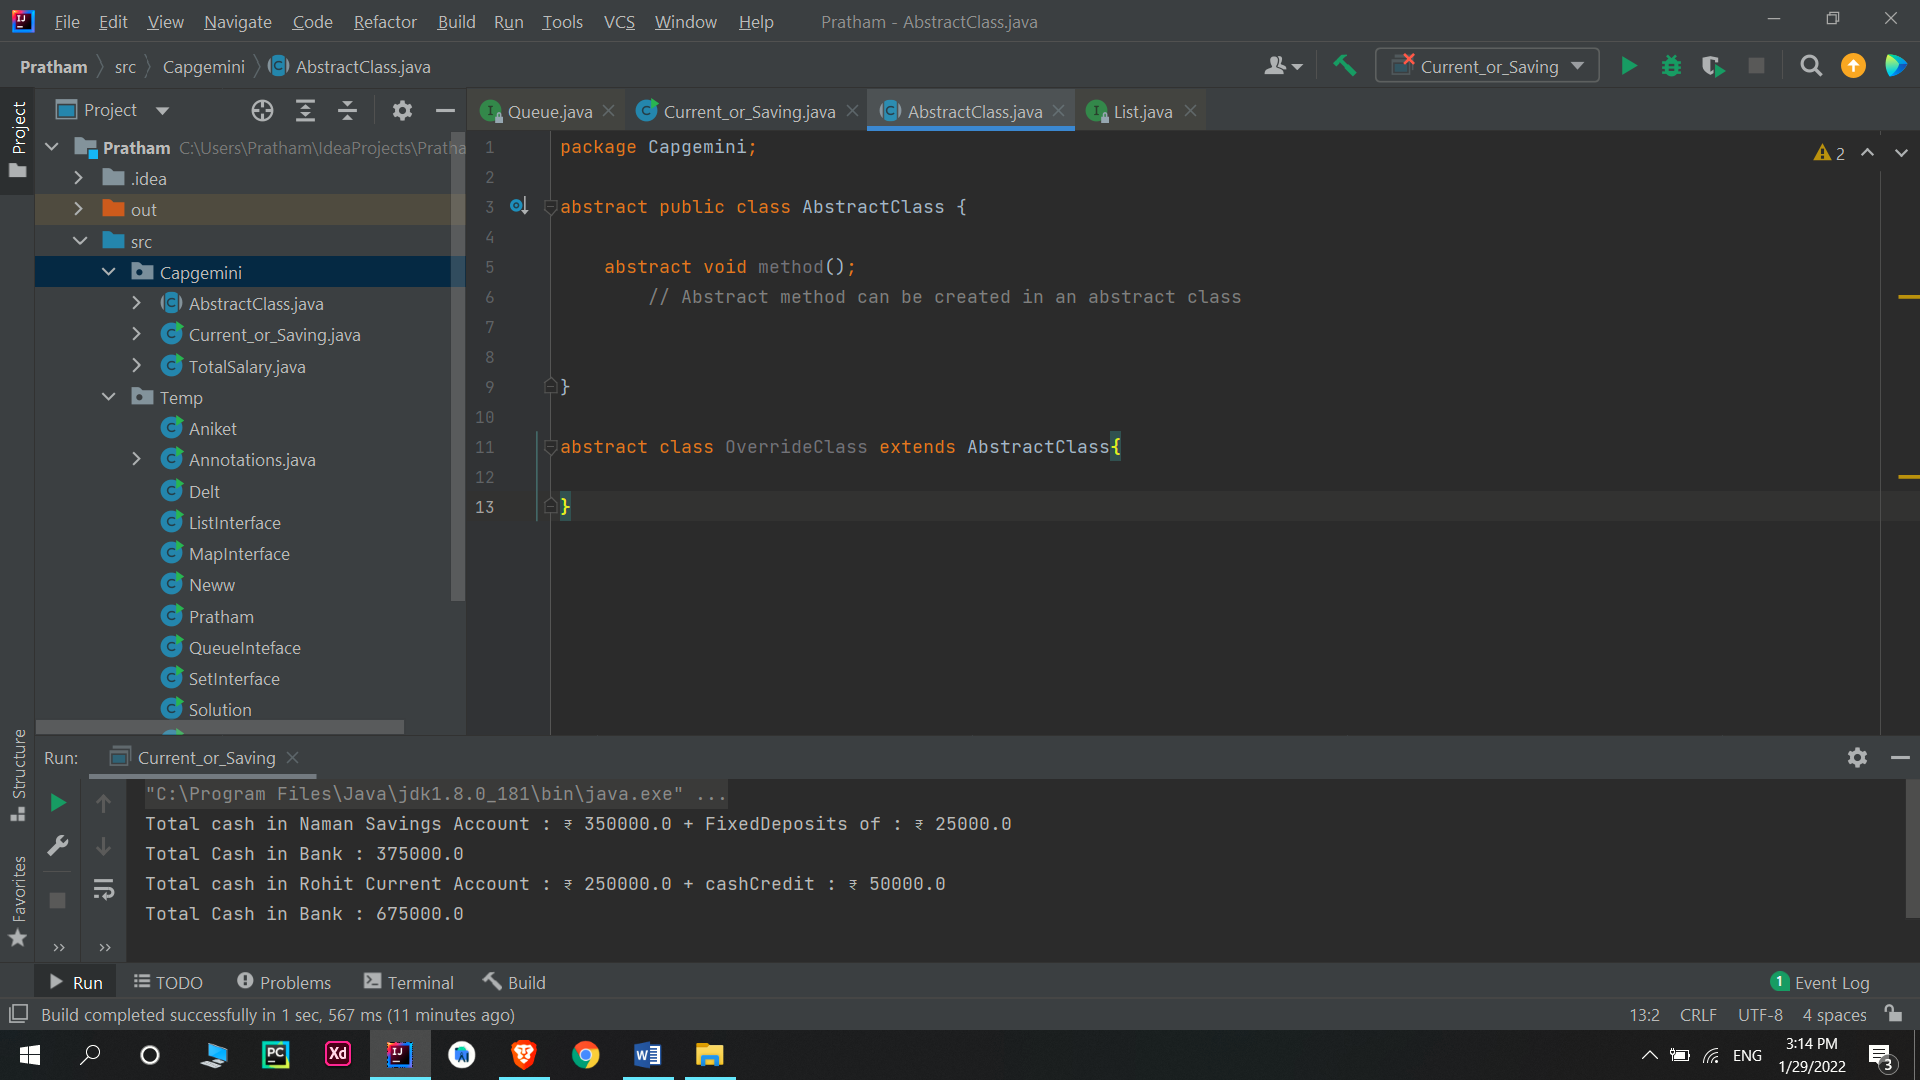 File Edit View Navigate Code Refactor Build Run Tools VCS Window Help Pratham - AbstractClass.java
Pratham src Capgemini AbstractClass.java Current_or_Saving
Project Project
Queue.java Current_or_Saving.java AbstractClass.java List.java
Pratham C:\Users\Pratham\IdeaProjects\Pratha
.idea
out
src
Capgemini
AbstractClass.java
Current_or_Saving.java
TotalSalary.java
Temp
Aniket
Annotations.java
Delt
ListInterface
MapInterface
Neww
Pratham
QueueInteface
SetInterface
Solution
2
1 package Capgemini;
2
3 abstract public class AbstractClass {
4
5 abstract void method();
6 // Abstract method can be created in an abstract class
7
8
9 }
10
11 abstract class OverrideClass extends AbstractClass{
12
13 }
Structure
Favorites
Run: Current_or_Saving
"C:\Program Files\Java\jdk1.8.0_181\bin\java.exe" ...
Total cash in Naman Savings Account : ₹ 350000.0 + FixedDeposits of : ₹ 25000.0
Total Cash in Bank : 375000.0
Total cash in Rohit Current Account : ₹ 250000.0 + cashCredit : ₹ 50000.0
Total Cash in Bank : 675000.0
Run TODO Problems Terminal Build 1 Event Log
Build completed successfully in 1 sec, 567 ms (11 minutes ago) 13:2 CRLF UTF-8 4 spaces
PC Xd IJ W ENG 3:14 PM
1/29/2022 3